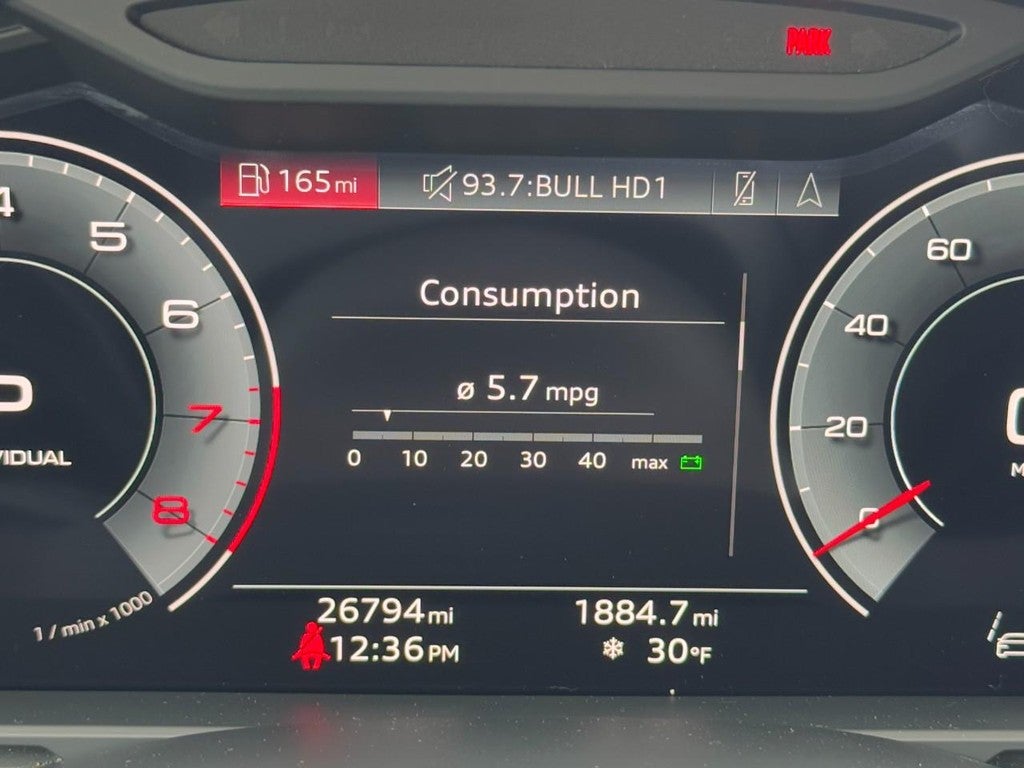 PARK
165 mi
93.7:BULL HD1
4
5
6
7
8
1 / min x 1000
Consumption
ø 5.7 mpg
0 10 20 30 40 max
60
40
20
0
26794 mi
1884.7 mi
12:36 PM
30°F